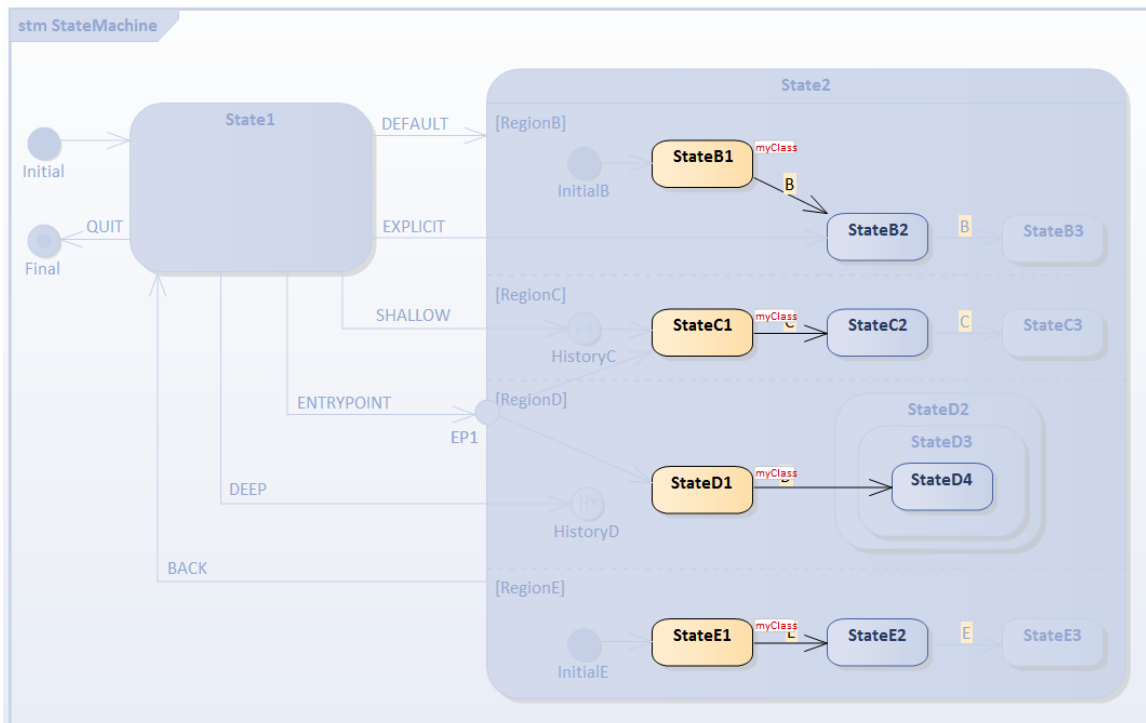 stm StateMachine
State2
State1
DEFAULT
[RegionB]
Initial
StateB1
myClass
InitialB
B
QUIT
EXPLICIT
StateB2
B
StateB3
Final
[RegionC]
SHALLOW
StateC1
myClass
C
StateC2
C
StateC3
HistoryC
ENTRYPOINT
[RegionD]
StateD2
EP1
StateD3
StateD1
myClass
StateD4
DEEP
HistoryD
BACK
[RegionE]
StateE1
myClass
StateE2
E
StateE3
InitialE